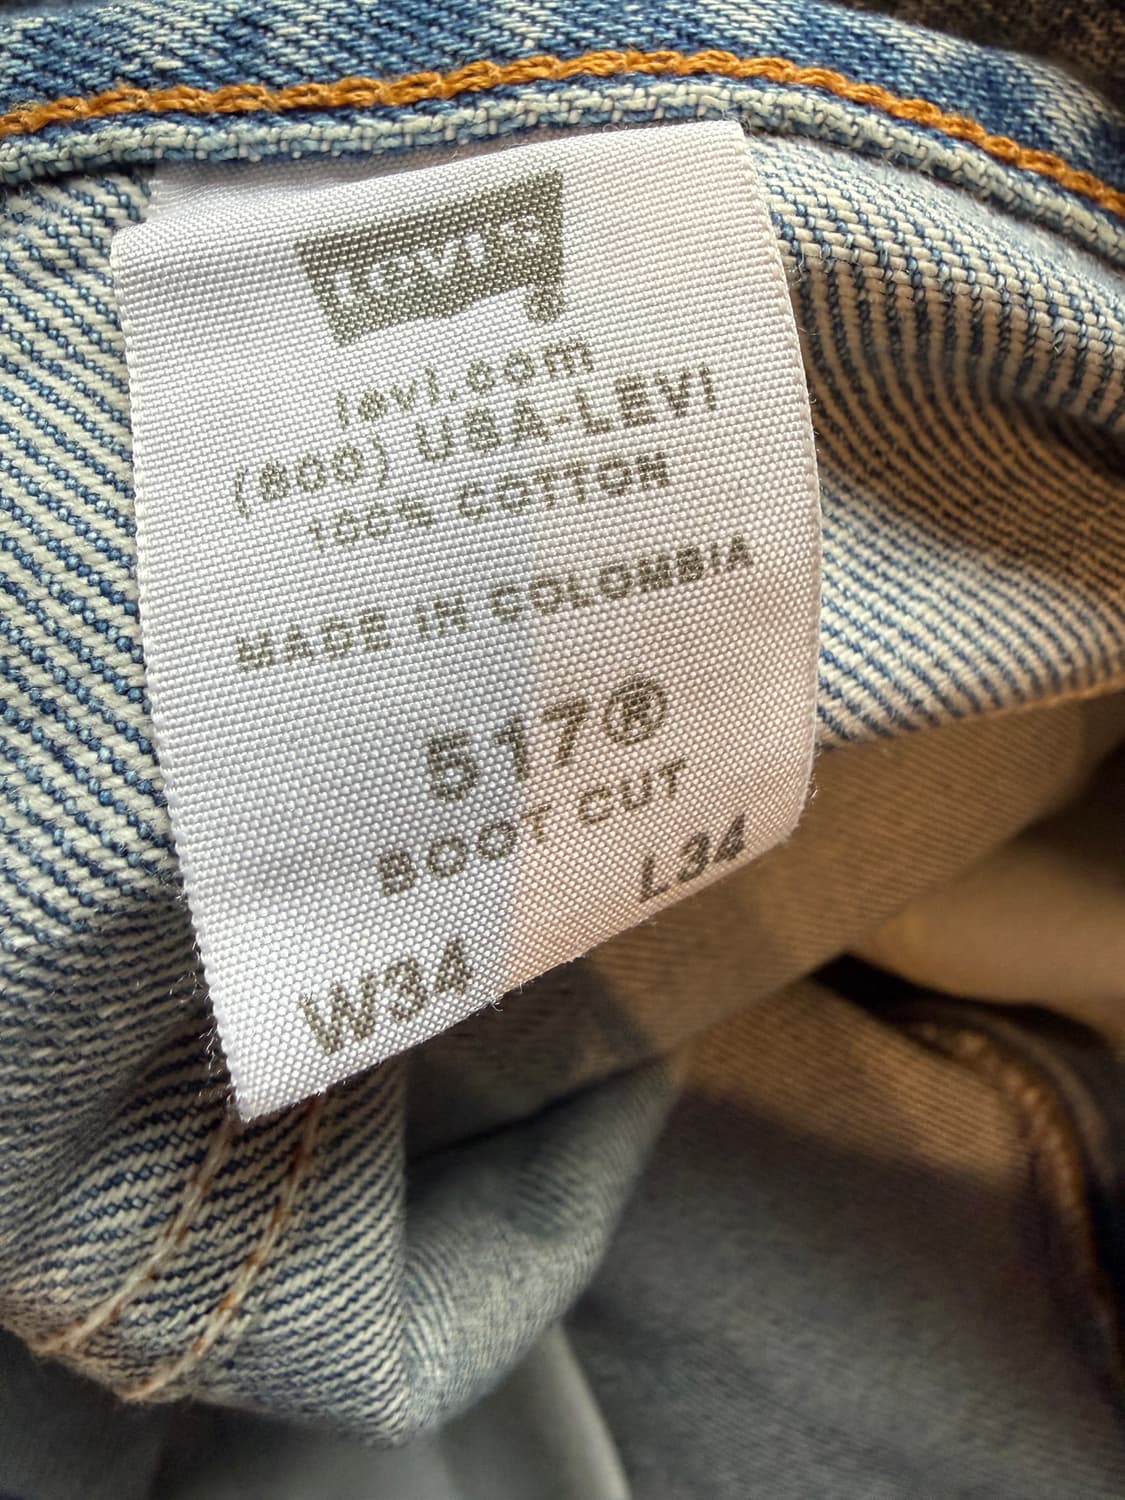 Levi's®
levi.com
(800) USA-LEVI
100% COTTON
MADE IN COLOMBIA
517®
BOOT CUT
W34 L34